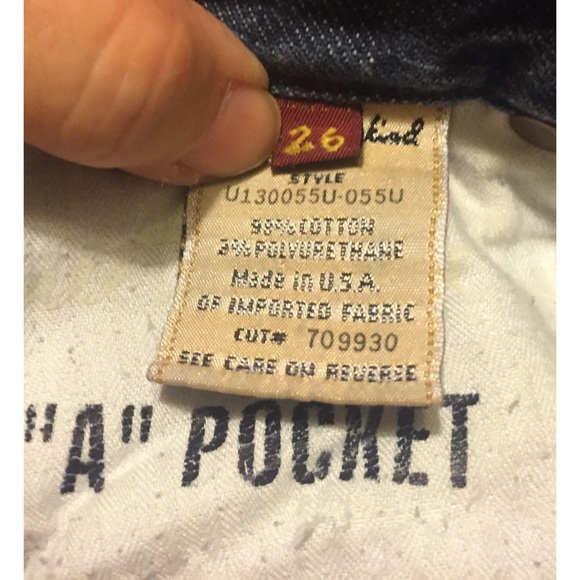 26 kind
STYLE
U130055U-055U
98% COTTON
2% POLYURETHANE
Made in U.S.A.
OF IMPORTED FABRIC
CUT# 709930
SEE CARE ON REVERSE
"A" POCKET